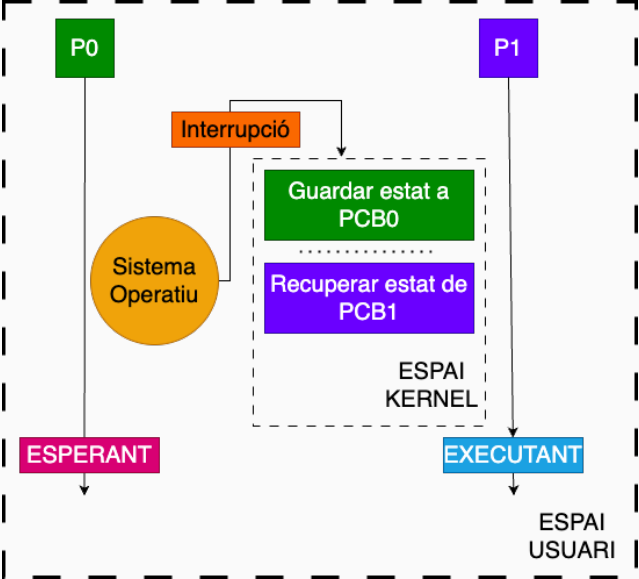 P0
P1
Interrupció
Guardar estat a
PCB0
Sistema
Operatiu
Recuperar estat de
PCB1
ESPAI
KERNEL
ESPERANT
EXECUTANT
ESPAI
USUARI